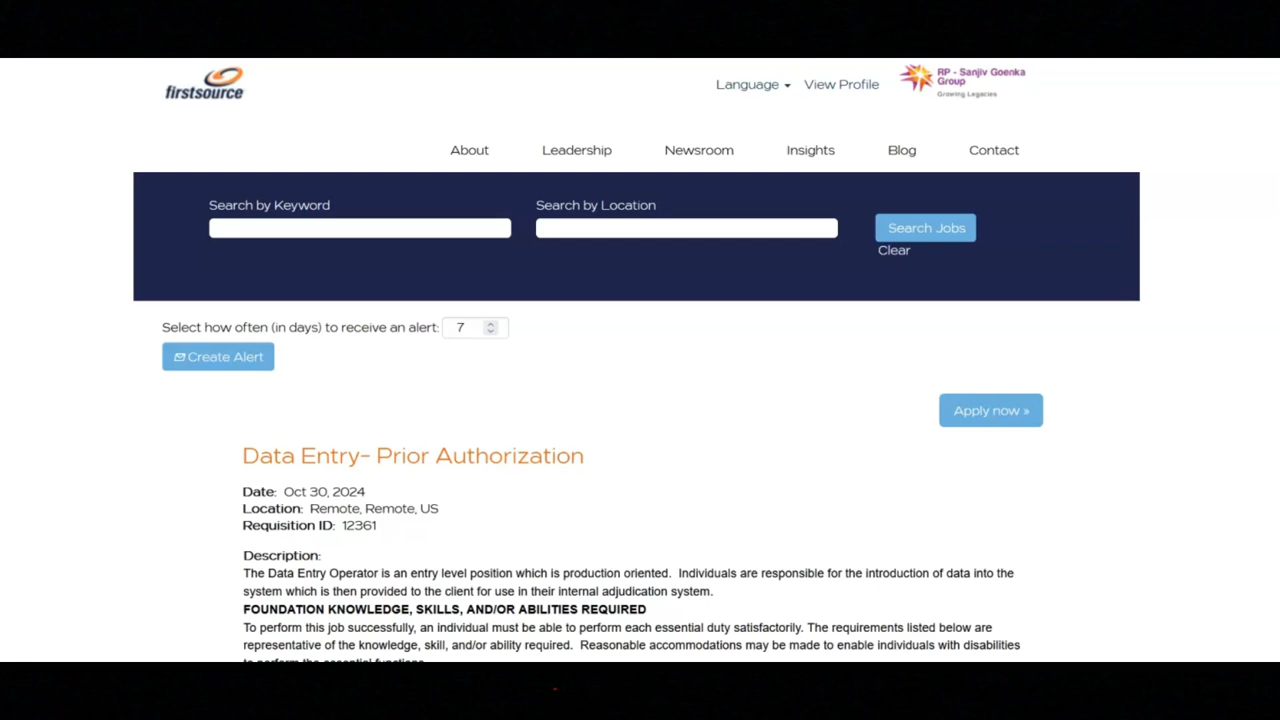 firstsource
Language
View Profile
RP - Sanjiv Goenka
Group
Growing Legacies
About
Leadership
Newsroom
Insights
Blog
Contact
Search by Keyword
Search by Location
Search Jobs
Clear
Select how often (in days) to receive an alert: 7
Create Alert
Apply now »
Data Entry- Prior Authorization
Date: Oct 30, 2024
Location: Remote, Remote, US
Requisition ID: 12361
Description:
The Data Entry Operator is an entry level position which is production oriented. Individuals are responsible for the introduction of data into the
system which is then provided to the client for use in their internal adjudication system.
FOUNDATION KNOWLEDGE, SKILLS, AND/OR ABILITIES REQUIRED
To perform this job successfully, an individual must be able to perform each essential duty satisfactorily. The requirements listed below are
representative of the knowledge, skill, and/or ability required. Reasonable accommodations may be made to enable individuals with disabilities
to perform the essential functions.